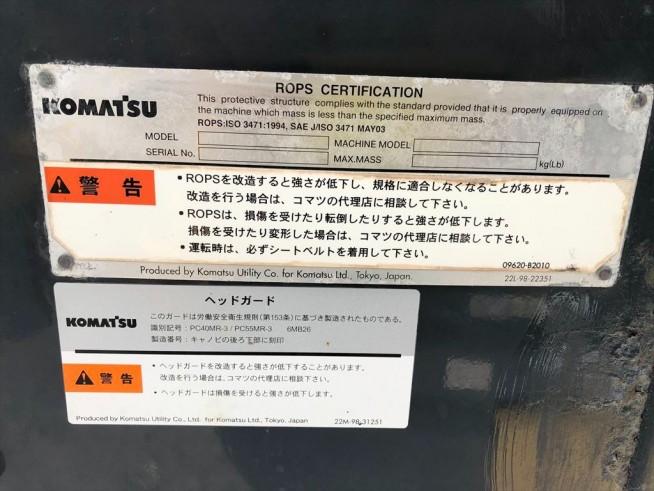 ROPS CERTIFICATION
KOMATSU
This protective structure complies with the standard provided that it is properly equipped on
the machine which mass is less than the specified maximum mass.
ROPS:ISO 3471:1994, SAE J/ISO 3471 MAY03
MODEL
MACHINE MODEL
SERIAL No.
MAX.MASS
kg(Lb)
警告
• ROPSを改造すると強さが低下し、規格に適合しなくなることがあります。
改造を行う場合は、コマツの代理店に相談して下さい。
• ROPSは、損傷を受けたり転倒したりすると強さが低下します。
損傷を受けたり変形した場合は、コマツの代理店に相談して下さい。
• 運転時は、必ずシートベルトを着用して下さい。
09620-B2010
Produced by Komatsu Utility Co. for Komatsu Ltd., Tokyo, Japan.
22L-98-22351
ヘッドガード
KOMATSU
このガードは労働安全衛生規則(第153条)に基づき製造されたものである。
識別記号：PC40MR-3 / PC55MR-3 6MB26
製造番号：キャノピの後ろ下部に刻印
警告
• ヘッドガードを改造すると強さが低下することがあります。
改造を行う場合は、コマツの代理店に相談下さい。
• ヘッドガードは損傷を受けると強さが低下します。
Produced by Komatsu Utility Co., Ltd. for Komatsu Ltd., Tokyo, Japan
22M-98-31251